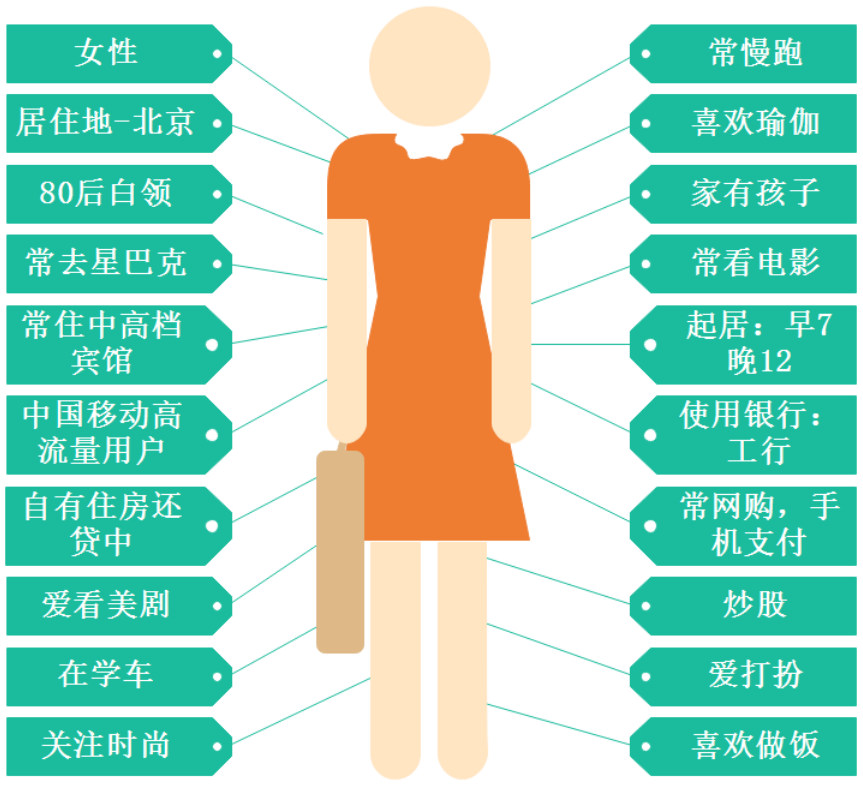 女性
居住地-北京
80后白领
常去星巴克
常住中高档
宾馆
中国移动高
流量用户
自有住房还
贷中
爱看美剧
在学车
关注时尚
常慢跑
喜欢瑜伽
家有孩子
常看电影
起居：早7
晚12
使用银行：
工行
常网购，手
机支付
炒股
爱打扮
喜欢做饭